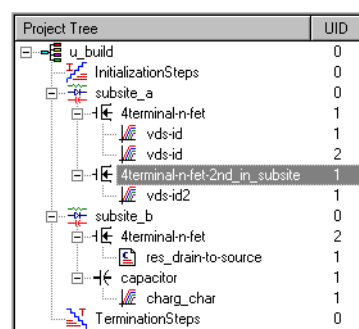 Project Tree UID
u_build 0
InitializationSteps 0
subsite_a 0
4terminal-n-fet 1
vds-id 1
vds-id 2
4terminal-n-fet-2nd_in_subsite 1
vds-id2 1
subsite_b 0
4terminal-n-fet 2
res_drain-to-source 1
capacitor 1
charg_char 1
TerminationSteps 0